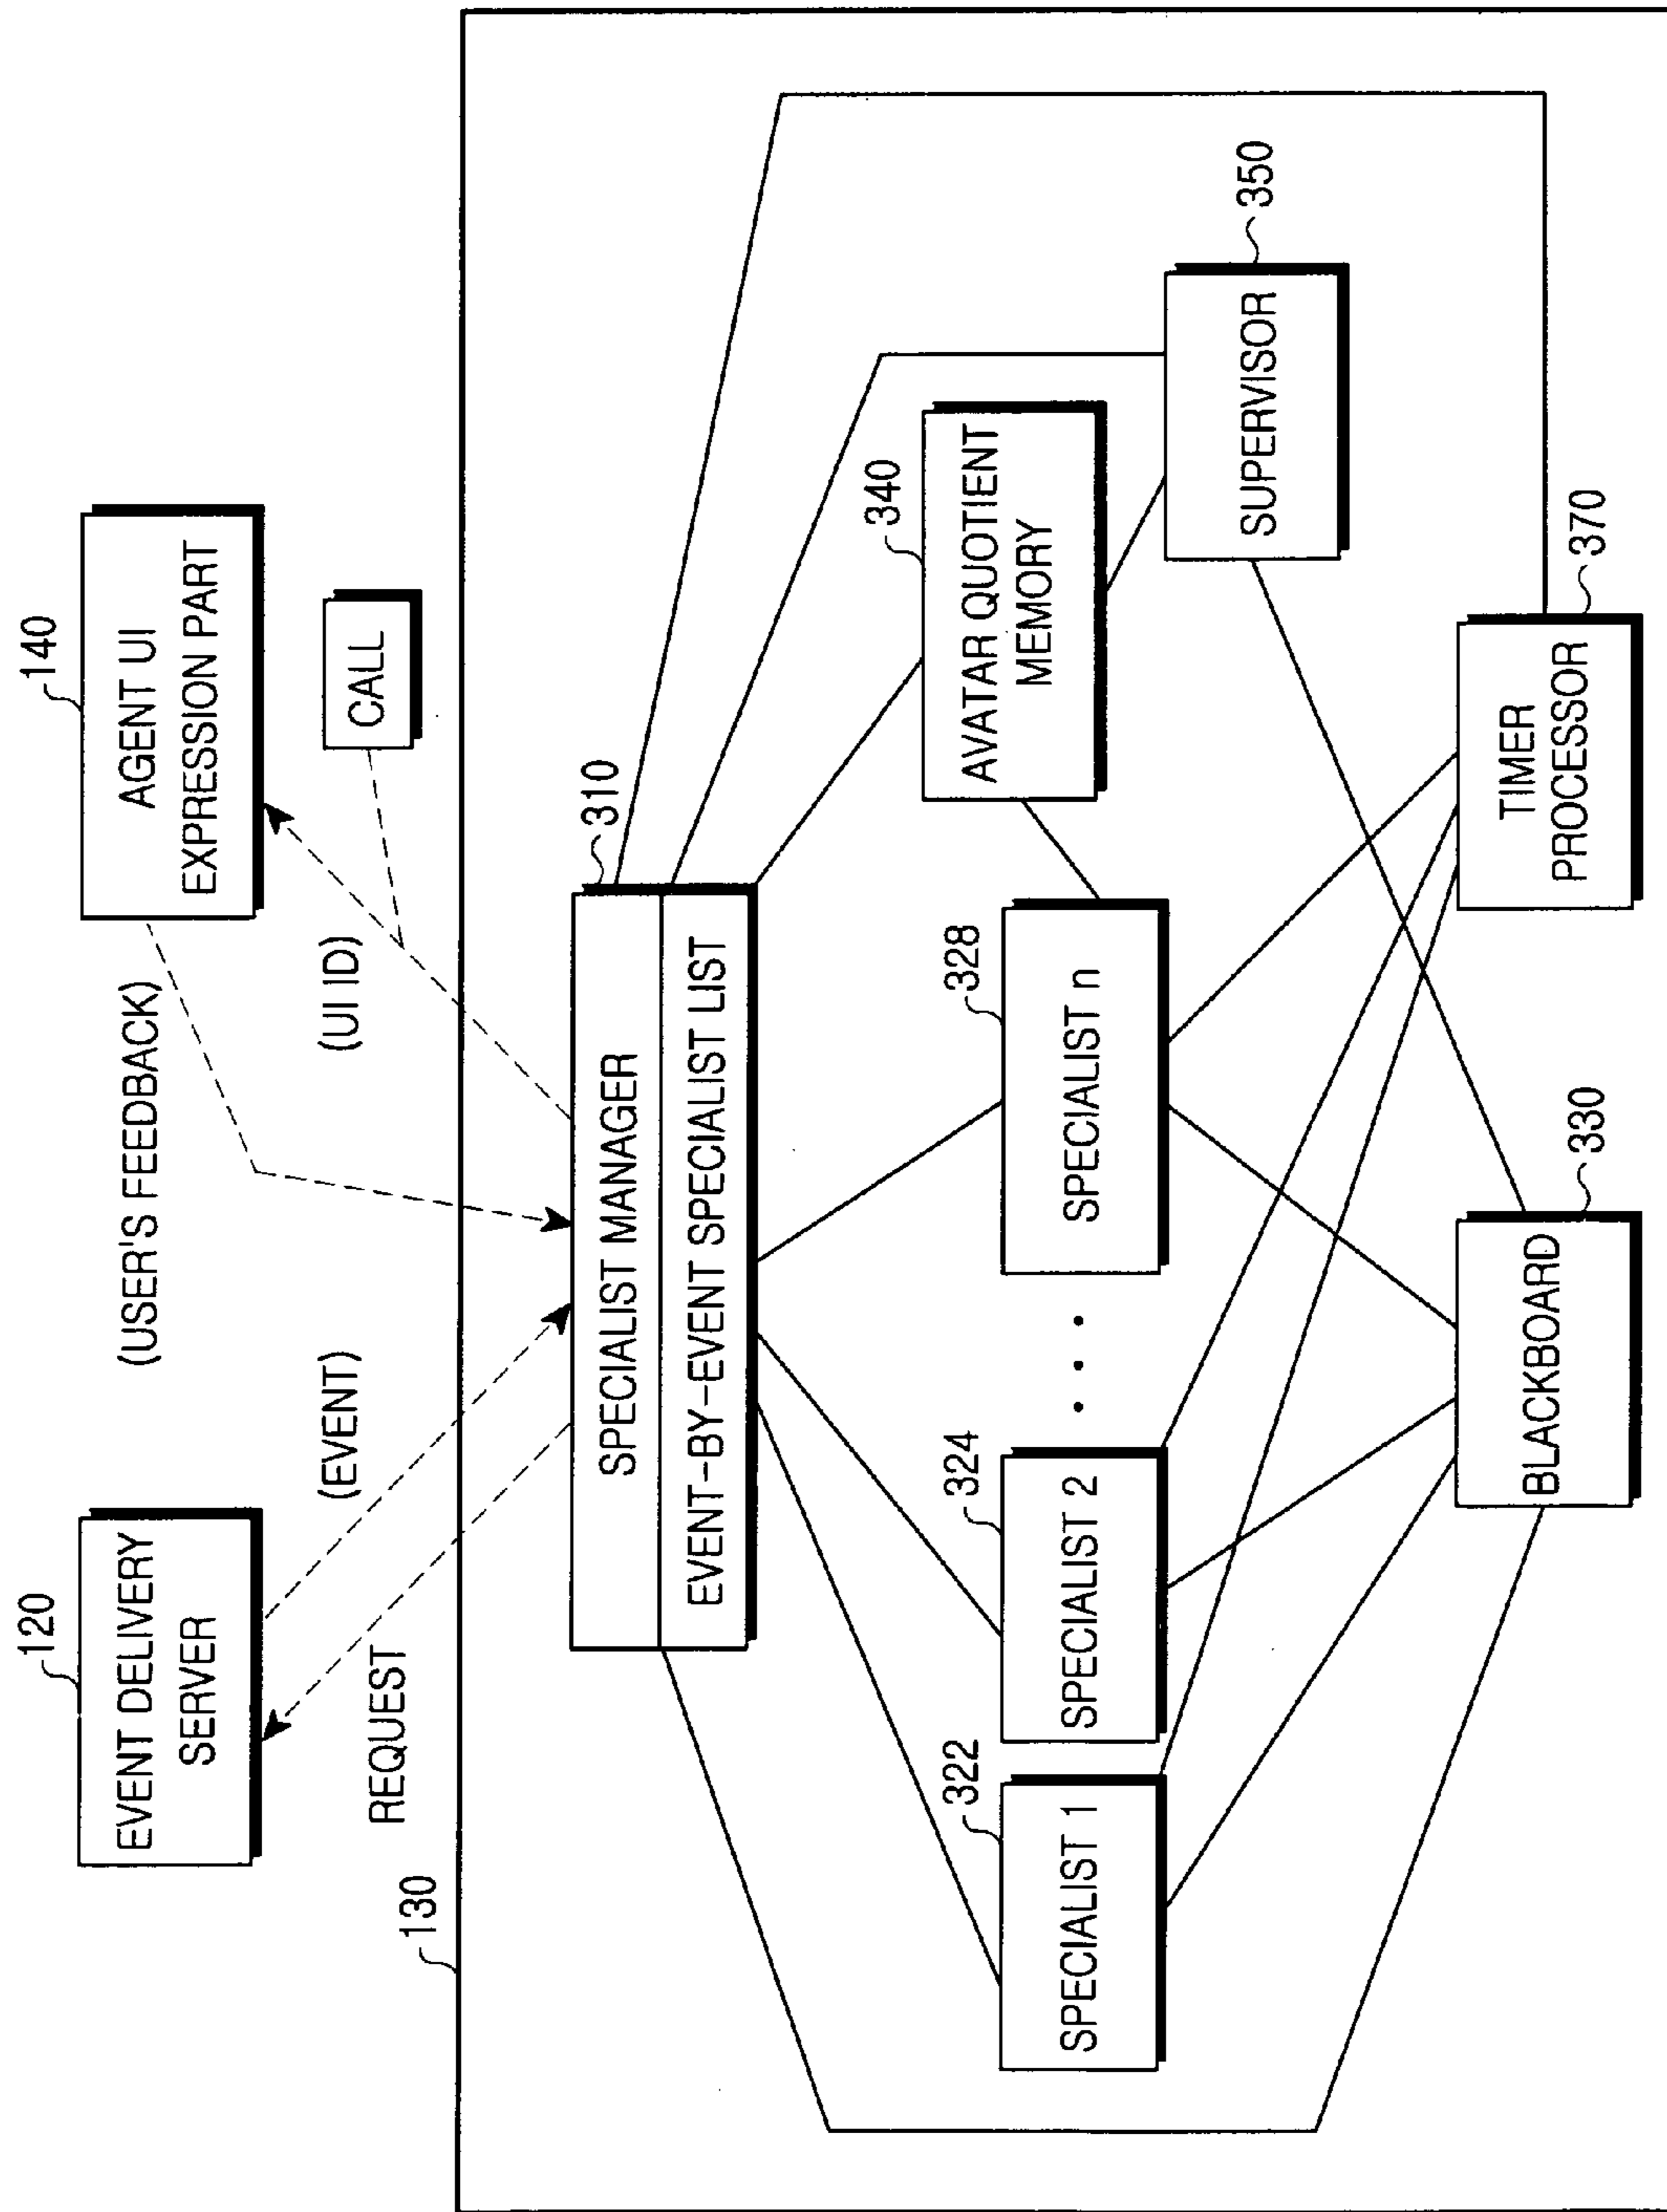 120
EVENT DELIVERY
SERVER
140
AGENT UI
EXPRESSION PART
(USER'S FEEDBACK)
(EVENT)
(UI ID)
CALL
REQUEST
130
310
SPECIALIST MANAGER
EVENT-BY-EVENT SPECIALIST LIST
340
AVATAR QUOTIENT
MEMORY
322
SPECIALIST 1
324
SPECIALIST 2
• • •
328
SPECIALIST n
350
SUPERVISOR
330
BLACKBOARD
370
TIMER
PROCESSOR